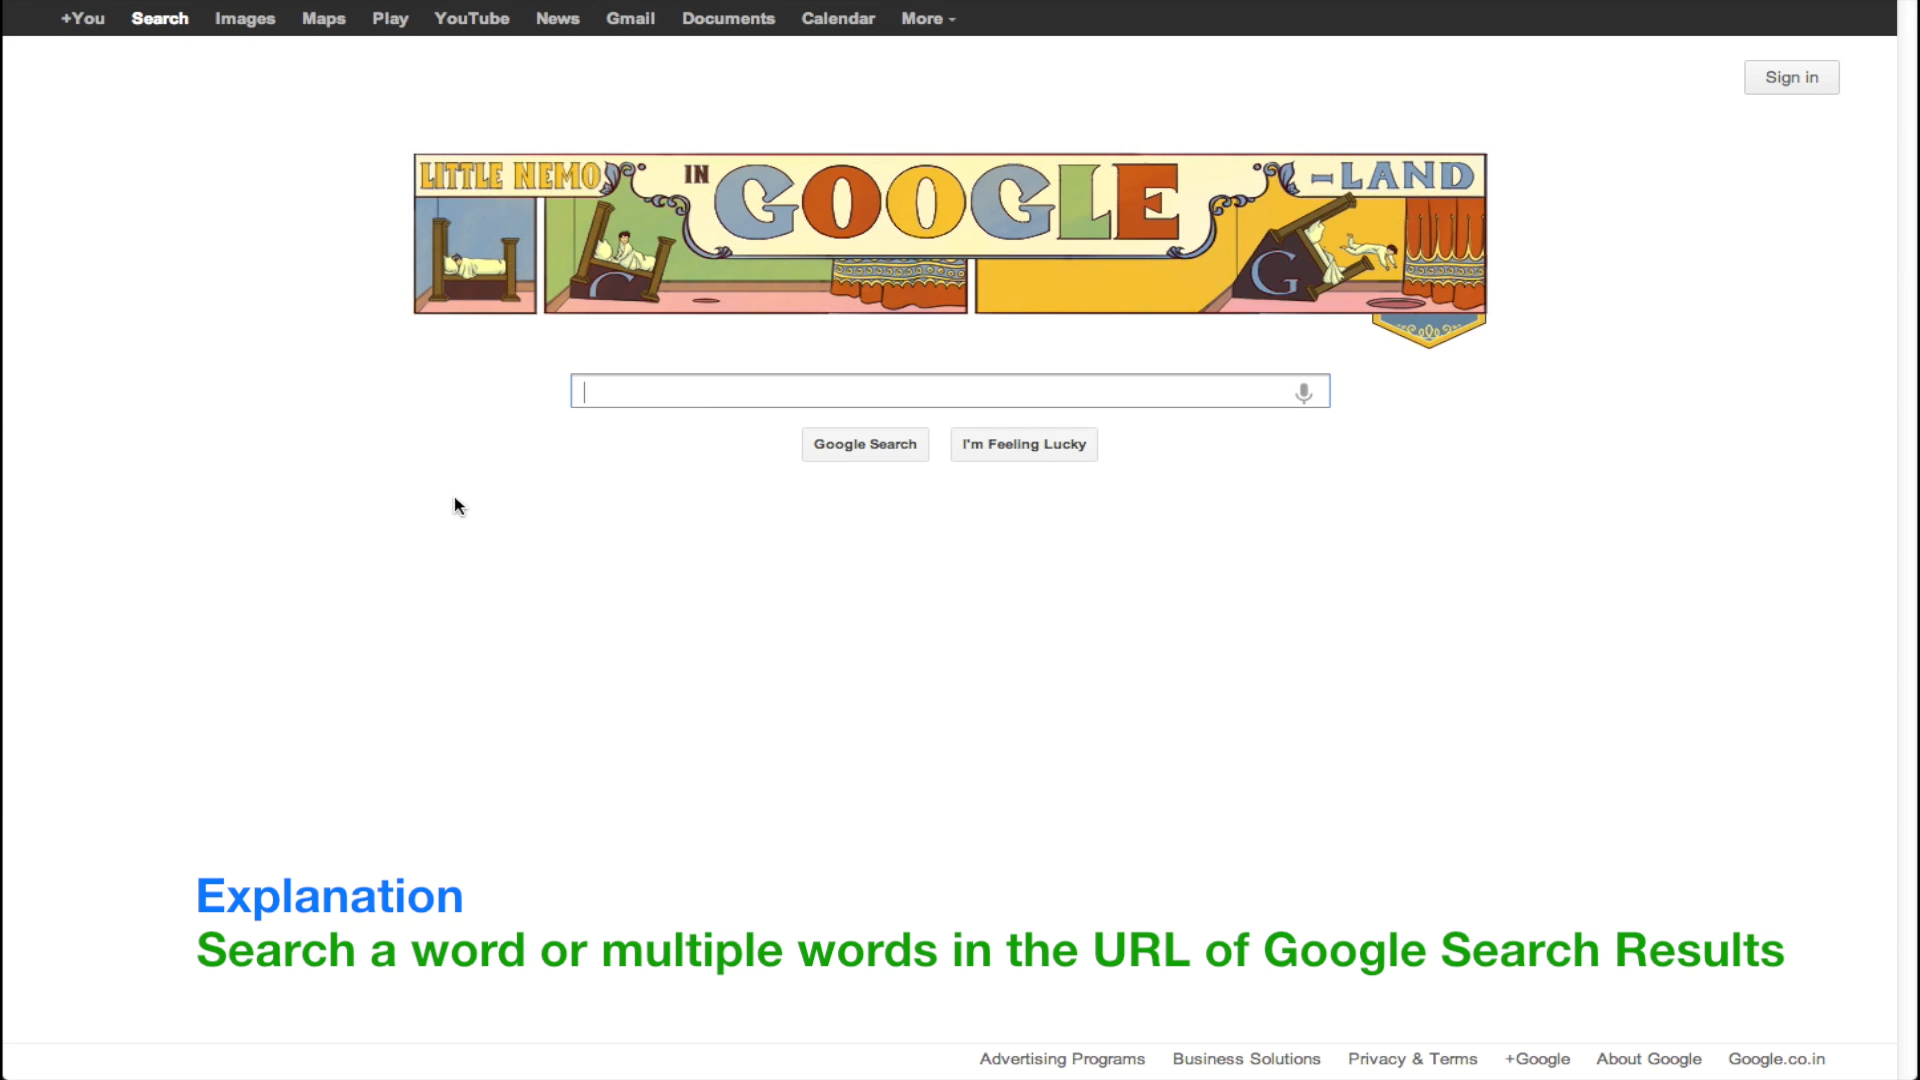 +You Search Images Maps Play YouTube News Gmail Documents Calendar More
Sign in
LITTLE NEMO IN GOOGLE -LAND
G G
Google Search I'm Feeling Lucky
Explanation
Search a word or multiple words in the URL of Google Search Results
Advertising Programs Business Solutions Privacy & Terms +Google About Google Google.co.in